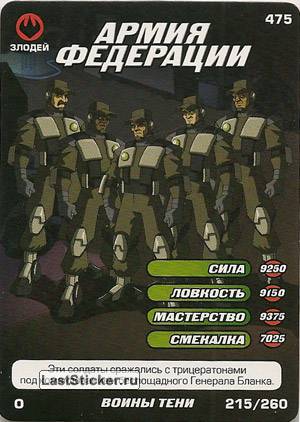 475
ЗЛОДЕЙ
АРМИЯ
ФЕДЕРАЦИИ
СИЛА 9250
ЛОВКОСТЬ 9150
МАСТЕРСТВО 9375
СМЕКАЛКА 7025
Эти солдаты сражались с трицератонами
под Генерала Бланка.
LastSticker.ru
0 ВОИНЫ ТЕНИ 215/260